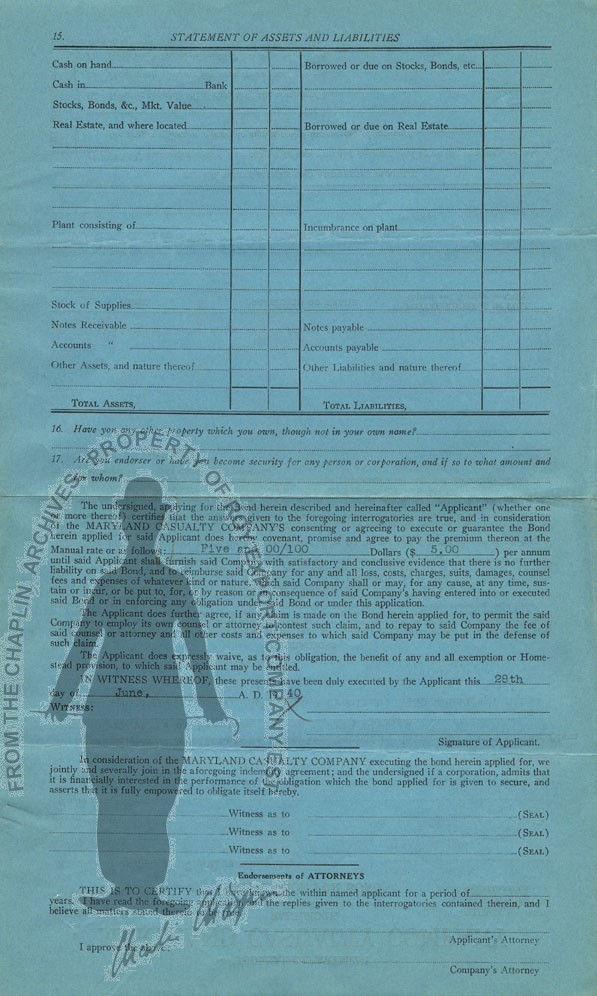 15. STATEMENT OF ASSETS AND LIABILITIES
Cash on hand Borrowed or due on Stocks, Bonds, etc.
Cash in Bank
Stocks, Bonds, &c., Mkt. Value
Real Estate, and where located Borrowed or due on Real Estate
Plant consisting of Incumbrance on plant
Stock of Supplies
Notes Receivable Notes payable
Accounts " Accounts payable
Other Assets, and nature thereof Other Liabilities and nature thereof
TOTAL ASSETS, TOTAL LIABILITIES,
16. Have you any other property which you own, though not in your own name?
17. Are you endorser or have you become security for any person or corporation, and if so to what amount and
for whom?
The undersigned, applying for the Bond herein described and hereinafter called "Applicant" (whether one
or more thereof) certifies that the answers given to the foregoing interrogatories are true, and in consideration
of the MARYLAND CASUALTY COMPANY'S consenting or agreeing to execute or guarantee the Bond
herein applied for said Applicant does hereby covenant, promise and agree to pay the premium thereon at the
Manual rate or as follows: Five and 00/100 Dollars ($ 5.00 ) per annum
until said Applicant shall furnish said Company with satisfactory and conclusive evidence that there is no further
liability on said Bond, and to reimburse said Company for any and all loss, costs, charges, suits, damages, counsel
fees and expenses of whatever kind or nature, which said Company shall or may, for any cause, at any time, sus-
tain or incur, or be put to, for, or by reason or in consequence of said Company's having entered into or executed
said Bond or in enforcing any obligation under said Bond or under this application.
The Applicant does further agree, if any claim is made on the Bond herein applied for, to permit the said
Company to employ its own counsel or attorney to contest such claim, and to repay to said Company the fee of
said counsel or attorney and all other costs and expenses to which said Company may be put in the defense of
such claim.
The Applicant does expressly waive, as to this obligation, the benefit of any and all exemption or Home-
stead provision, to which said Applicant may be entitled.
IN WITNESS WHEREOF, these presents have been duly executed by the Applicant this 28th
day of June, A. D. 1940
WITNESS: X
Signature of Applicant.
In consideration of the MARYLAND CASUALTY COMPANY executing the bond herein applied for, we
jointly and severally join in the aforegoing indemnity agreement; and the undersigned if a corporation, admits that
it is financially interested in the performance of the obligation which the bond applied for is given to secure, and
asserts that it is fully empowered to obligate itself hereby.
Witness as to (SEAL)
Witness as to (SEAL)
Witness as to (SEAL)
Endorsements of ATTORNEYS
THIS IS TO CERTIFY that I have known the within named applicant for a period of
years. I have read the foregoing application and the replies given to the interrogatories contained therein, and I
believe all matters stated therein to be true.
Applicant's Attorney
I approve the above.
Company's Attorney
FROM THE CHAPLIN ARCHIVES, PROPERTY OF ROY EXPORT COMPANY EST
Charles Chaplin